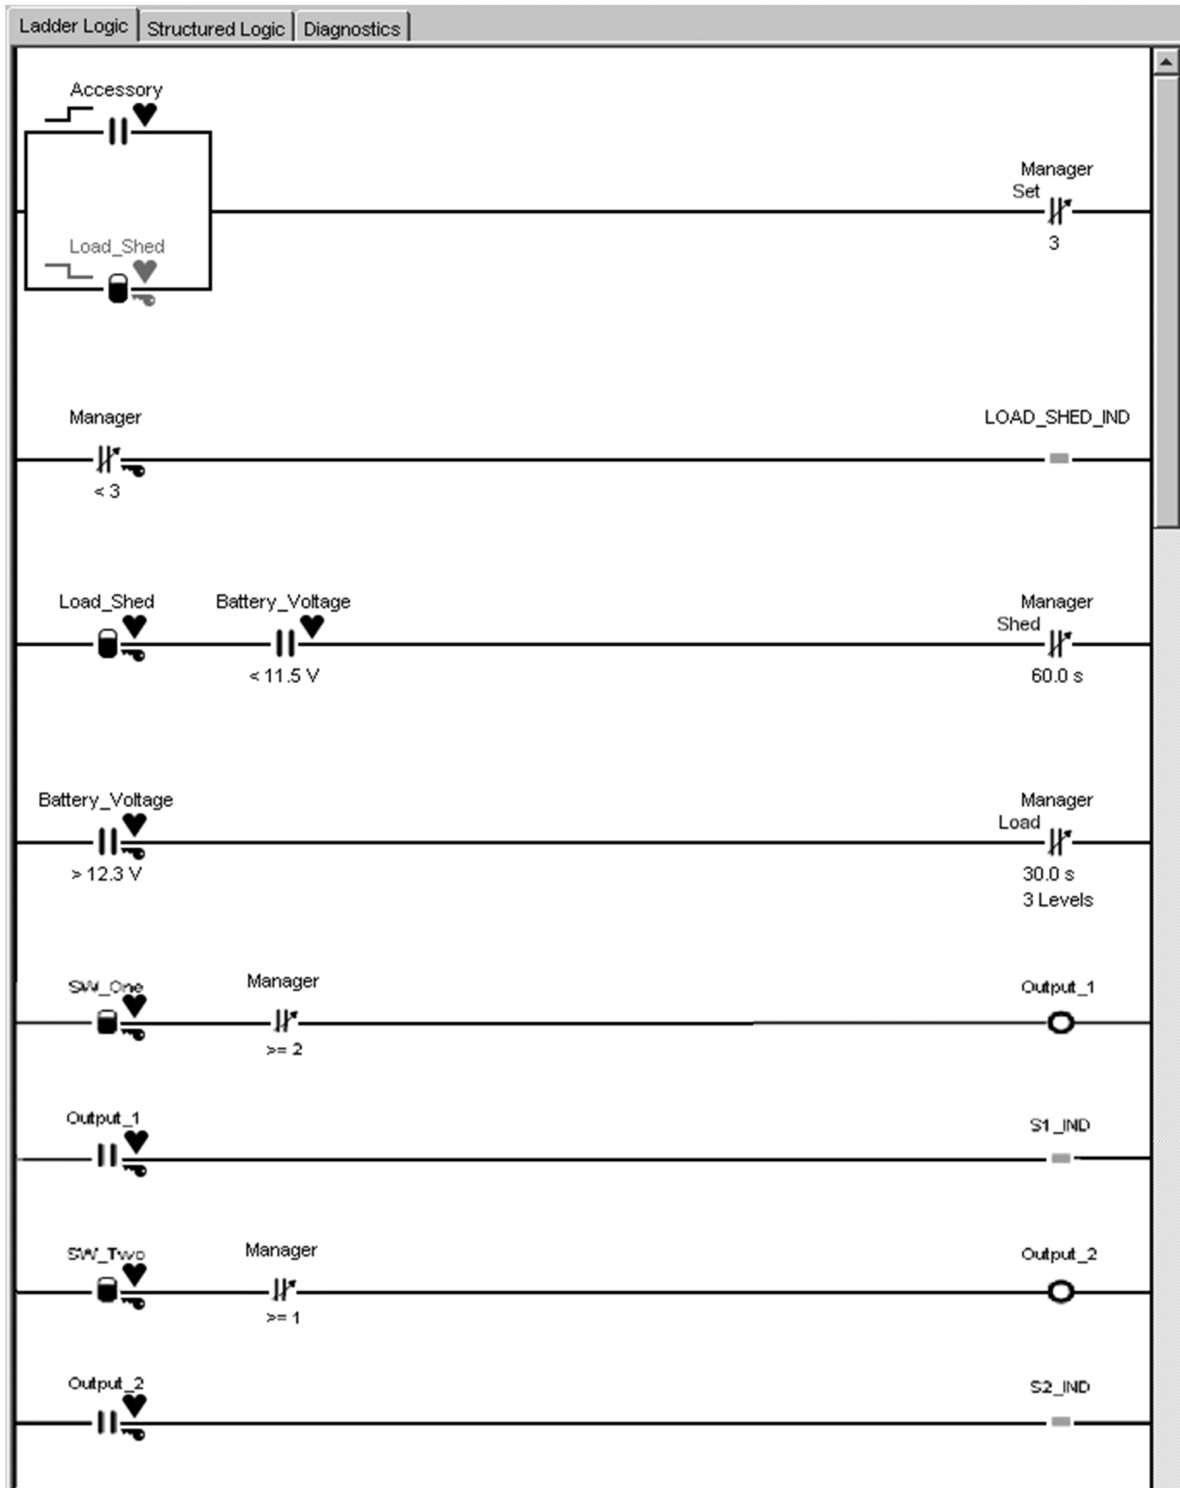 Ladder Logic Structured Logic Diagnostics
Accessory
Manager
Set
3
Load_Shed
Manager
< 3
LOAD_SHED_IND
Load_Shed
Battery_Voltage
< 11.5 V
Manager
Shed
60.0 s
Battery_Voltage
> 12.3 V
Manager
Load
30.0 s
3 Levels
SW_One
Manager
>= 2
Output_1
Output_1
S1_IND
SW_Two
Manager
>= 1
Output_2
Output_2
S2_IND